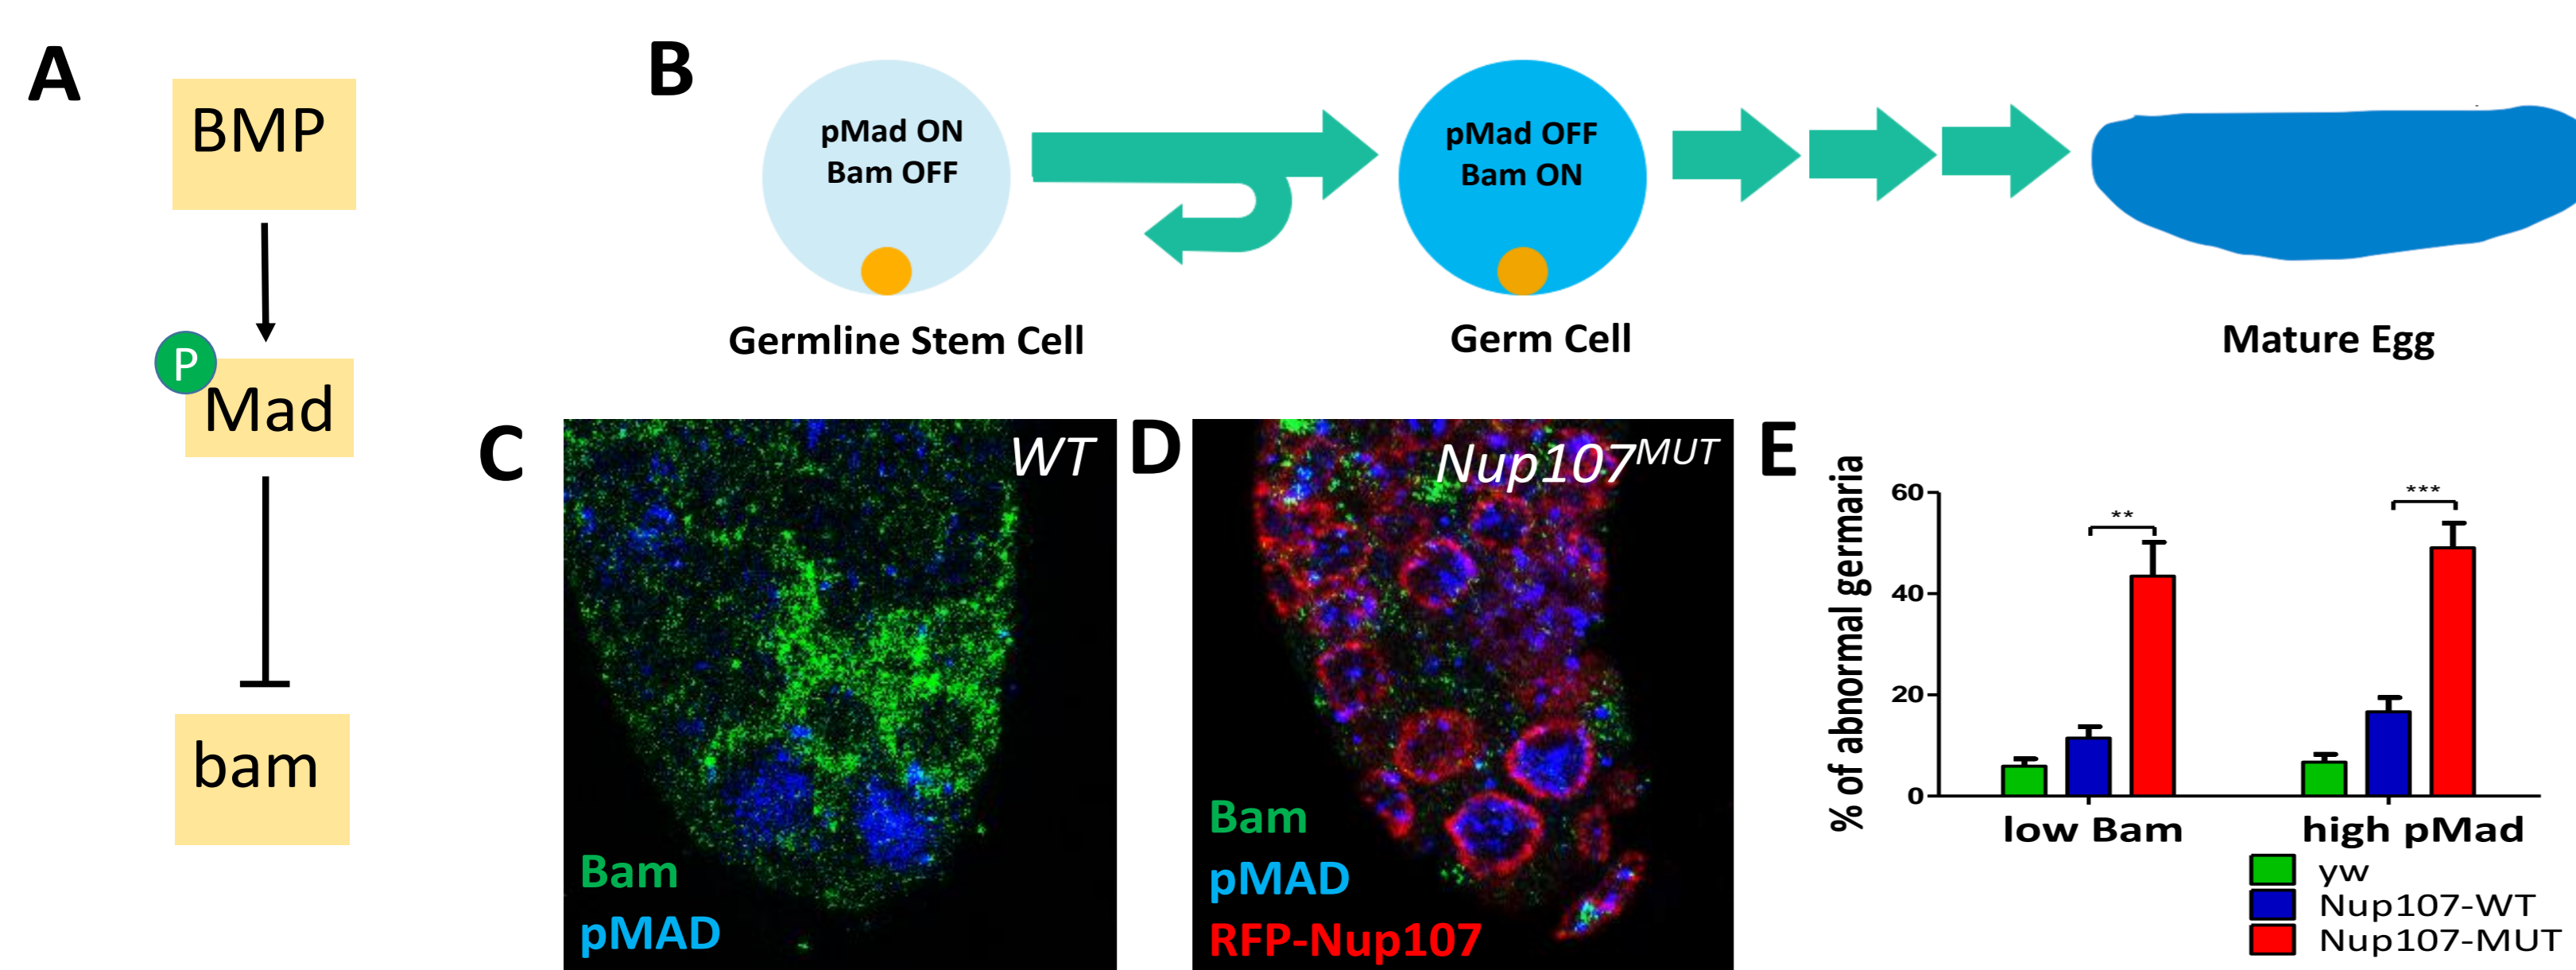 A
BMP
P
Mad
bam
B
pMad ON
Bam OFF
Germline Stem Cell
pMad OFF
Bam ON
Germ Cell
Mature Egg
C
WT
Bam
pMAD
D
Nup107MUT
Bam
pMAD
RFP-Nup107
E
% of abnormal germaria
60
40
20
0
**
***
low Bam
high pMad
yw
Nup107-WT
Nup107-MUT